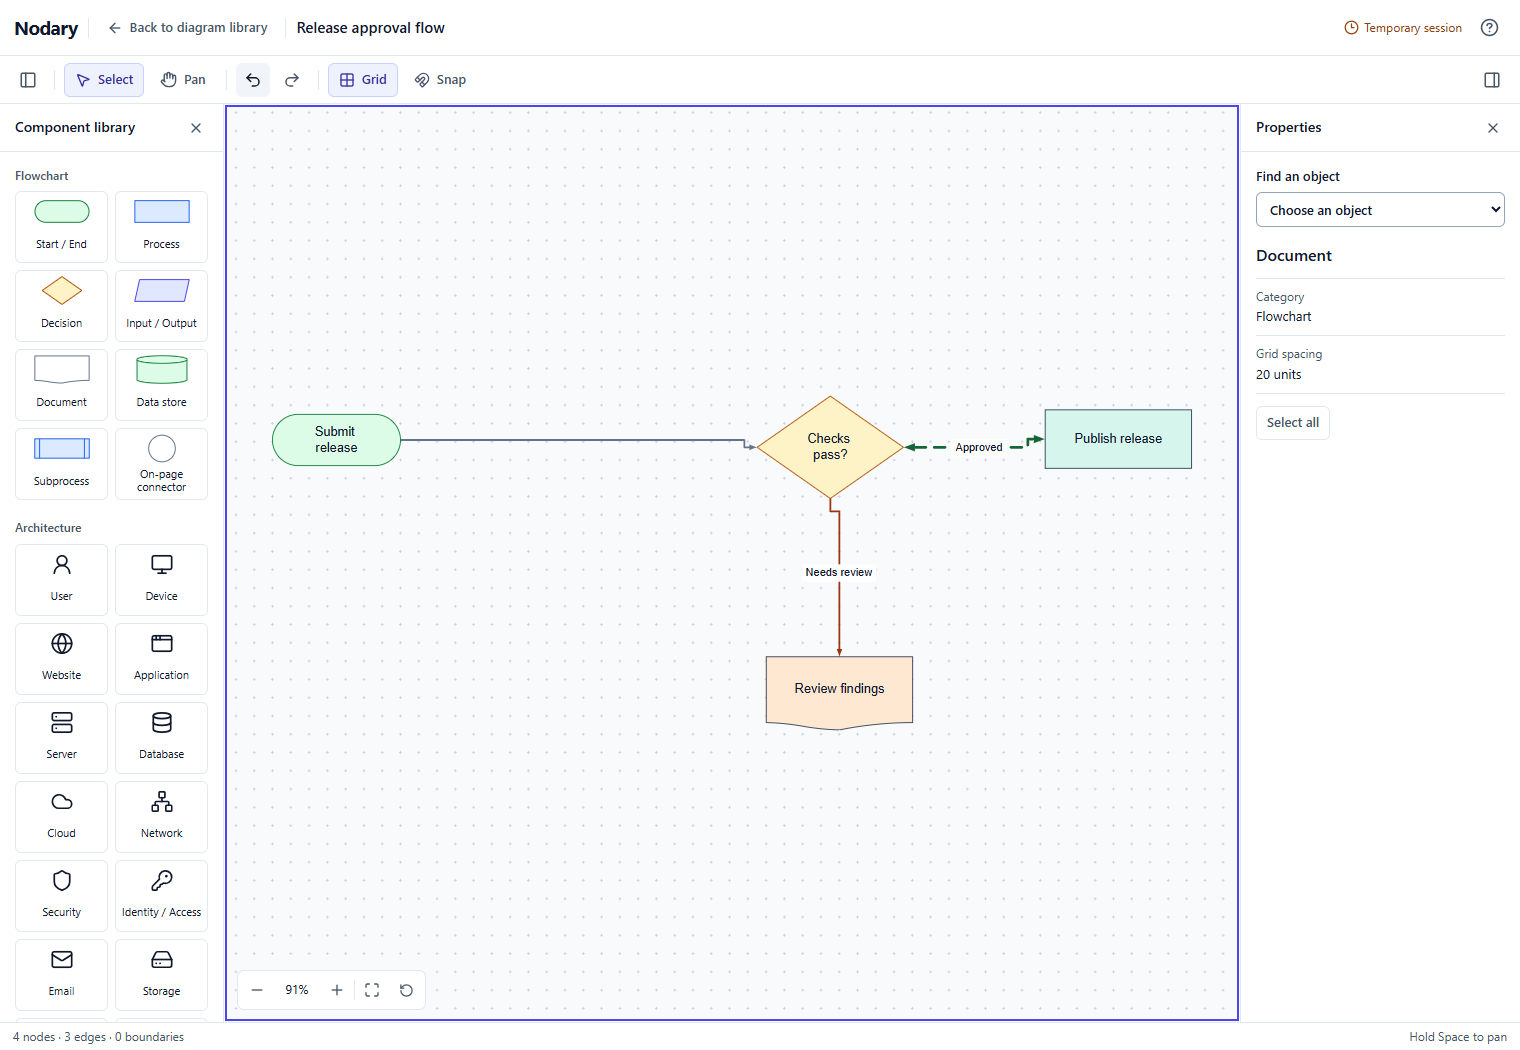 Nodary
Back to diagram library
Release approval flow
Temporary session
Select
Pan
Grid
Snap
Component library
Flowchart
Start / End
Process
Decision
Input / Output
Document
Data store
Subprocess
On-page
connector
Architecture
User
Device
Website
Application
Server
Database
Cloud
Network
Security
Identity / Access
Email
Storage
Submit
release
Checks
pass?
Approved
Publish release
Needs review
Review findings
91%
Properties
Find an object
Choose an object
Document
Category
Flowchart
Grid spacing
20 units
Select all
4 nodes · 3 edges · 0 boundaries
Hold Space to pan